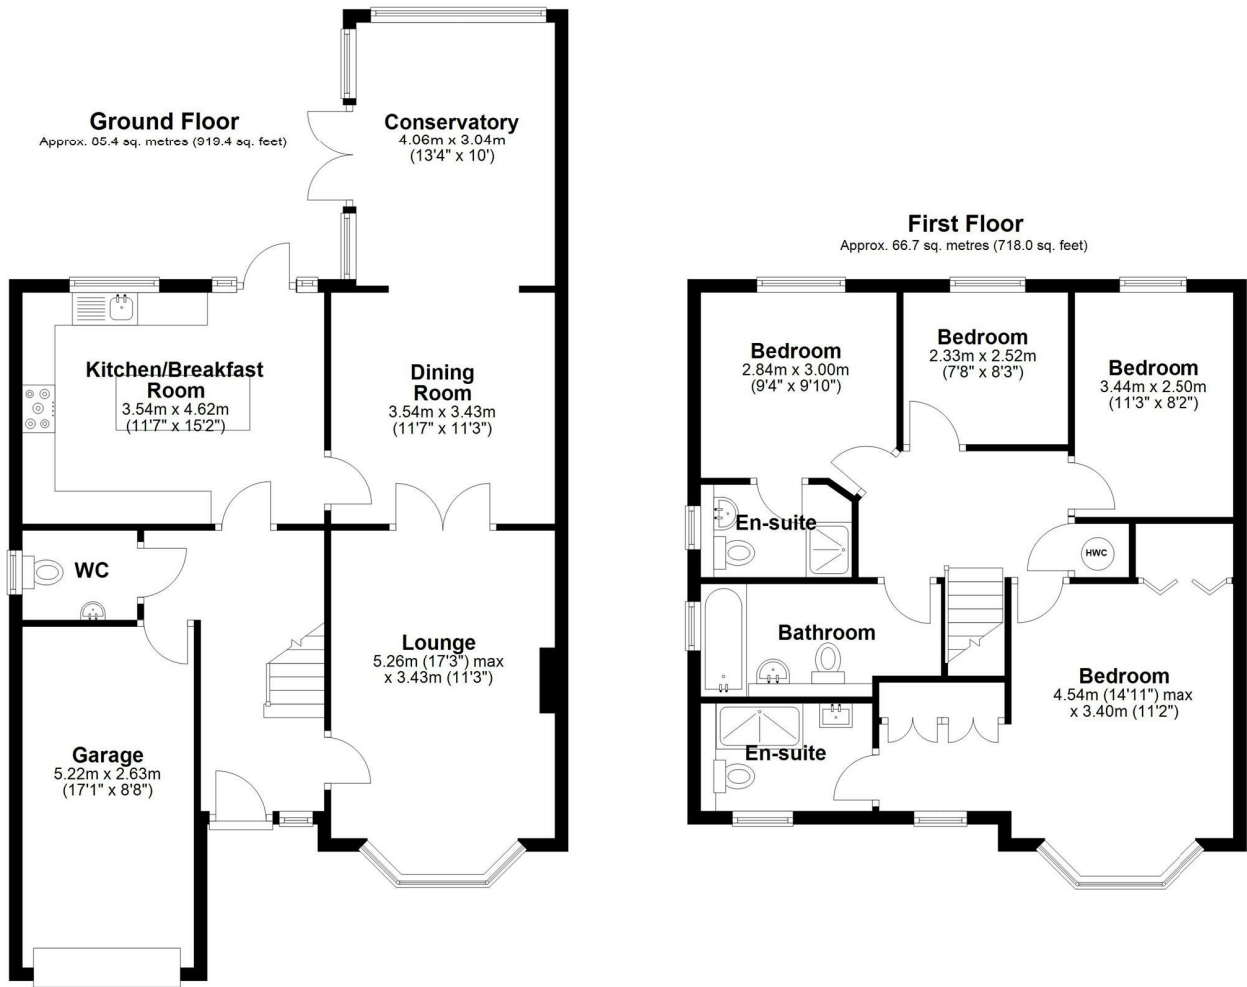 Ground Floor
Approx. 85.4 sq. metres (919.4 sq. feet)
Conservatory
4.06m x 3.04m
(13'4" x 10')
Kitchen/Breakfast
Room
3.54m x 4.62m
(11'7" x 15'2")
Dining
Room
3.54m x 3.43m
(11'7" x 11'3")
WC
Lounge
5.26m (17'3") max
x 3.43m (11'3")
Garage
5.22m x 2.63m
(17'1" x 8'8")
First Floor
Approx. 66.7 sq. metres (718.0 sq. feet)
Bedroom
2.84m x 3.00m
(9'4" x 9'10")
Bedroom
2.33m x 2.52m
(7'8" x 8'3")
Bedroom
3.44m x 2.50m
(11'3" x 8'2")
En-suite
HWC
Bathroom
Bedroom
4.54m (14'11") max
x 3.40m (11'2")
En-suite